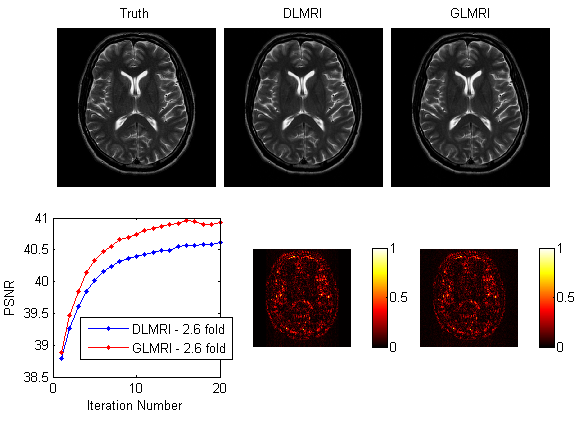 Truth
DLMRI
GLMRI
PSNR
41
40.5
40
39.5
39
38.5
0
10
20
Iteration Number
DLMRI - 2.6 fold
GLMRI - 2.6 fold
1
0.5
0
1
0.5
0